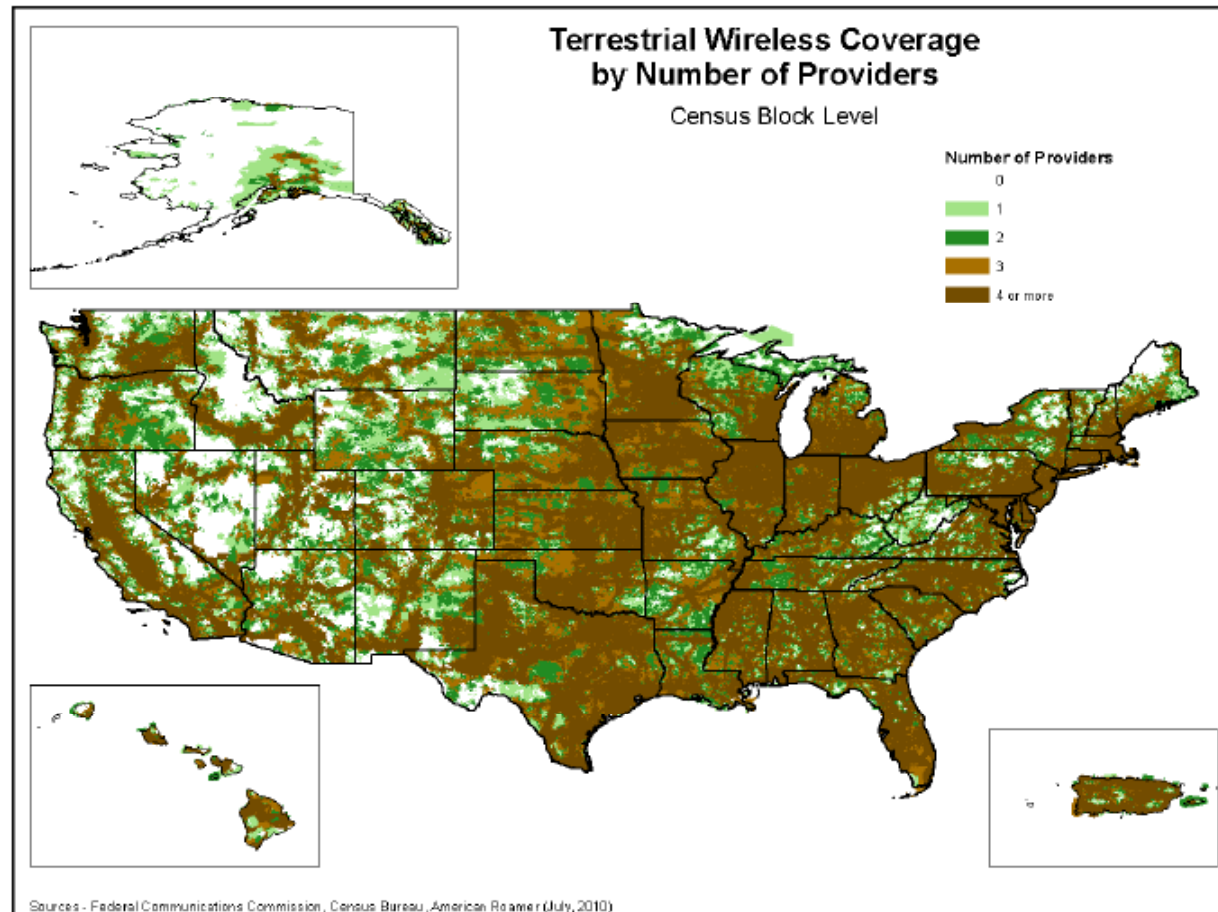 Terrestrial Wireless Coverage
by Number of Providers
Census Block Level
Number of Providers
0
1
2
3
4 or more
Sources - Federal Communications Commission, Census Bureau, American Roamer (July, 2010)